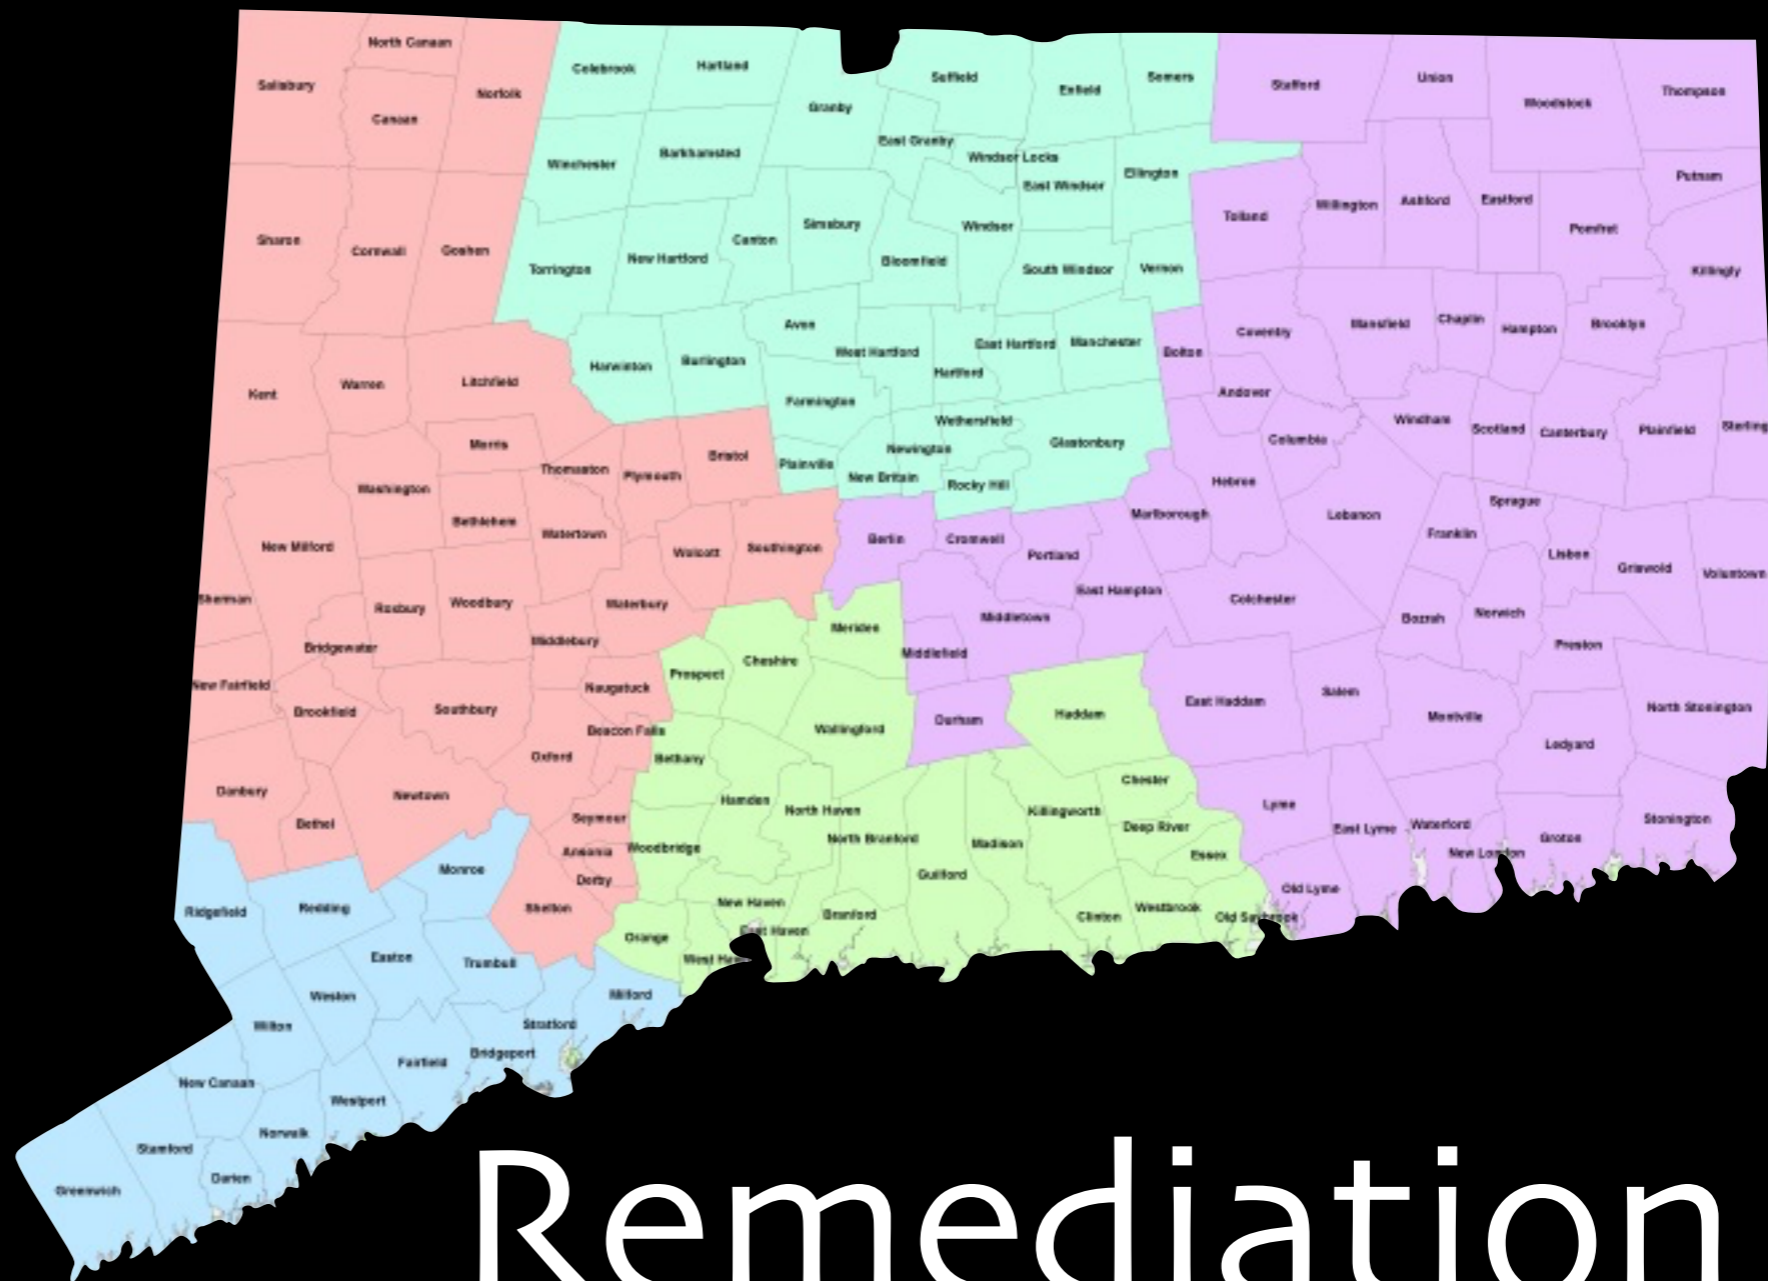 North Canaan
Salisbury
Canaan
Norfolk
Colebrook
Hartland
Granby
Suffield
Enfield
Somers
Stafford
Union
Woodstock
Thompson
East Granby
Winchester
Barkhamsted
Windsor Locks
East Windsor
Ellington
Putnam
Tolland
Willington
Ashford
Eastford
Pomfret
Killingly
Sharon
Cornwall
Goshen
Torrington
New Hartford
Canton
Simsbury
Windsor
Bloomfield
South Windsor
Vernon
Coventry
Mansfield
Chaplin
Hampton
Brooklyn
Avon
West Hartford
East Hartford
Manchester
Bolton
Harwinton
Burlington
Hartford
Kent
Warren
Litchfield
Farmington
Andover
Wethersfield
Windham
Scotland
Canterbury
Plainfield
Sterling
Morris
Thomaston
Plymouth
Bristol
Plainville
Newington
New Britain
Rocky Hill
Glastonbury
Columbia
Hebron
Washington
Bethlehem
Watertown
Wolcott
Southington
Berlin
Cromwell
Portland
Marlborough
Lebanon
Sprague
Franklin
Lisbon
Griswold
Voluntown
New Milford
Sherman
Roxbury
Woodbury
Waterbury
Meriden
Middletown
East Hampton
Colchester
Bozrah
Norwich
Preston
Bridgewater
Middlebury
Cheshire
Middlefield
Prospect
New Fairfield
Brookfield
Southbury
Naugatuck
Beacon Falls
Wallingford
Durham
Haddam
East Haddam
Salem
Montville
North Stonington
Ledyard
Oxford
Bethany
Danbury
Bethel
Newtown
Seymour
Hamden
North Haven
North Branford
Madison
Killingworth
Chester
Deep River
Essex
Lyme
East Lyme
Waterford
New London
Groton
Stonington
Ansonia
Woodbridge
Derby
Monroe
Shelton
Guilford
Old Lyme
Ridgefield
Redding
New Haven
Branford
Clinton
Westbrook
Old Saybrook
Orange
East Haven
West Ha
Easton
Trumbull
Weston
Milford
Wilton
Stratford
Bridgeport
Fairfield
New Canaan
Westport
Norwalk
Stamford
Darien
Greenwich
Remediation